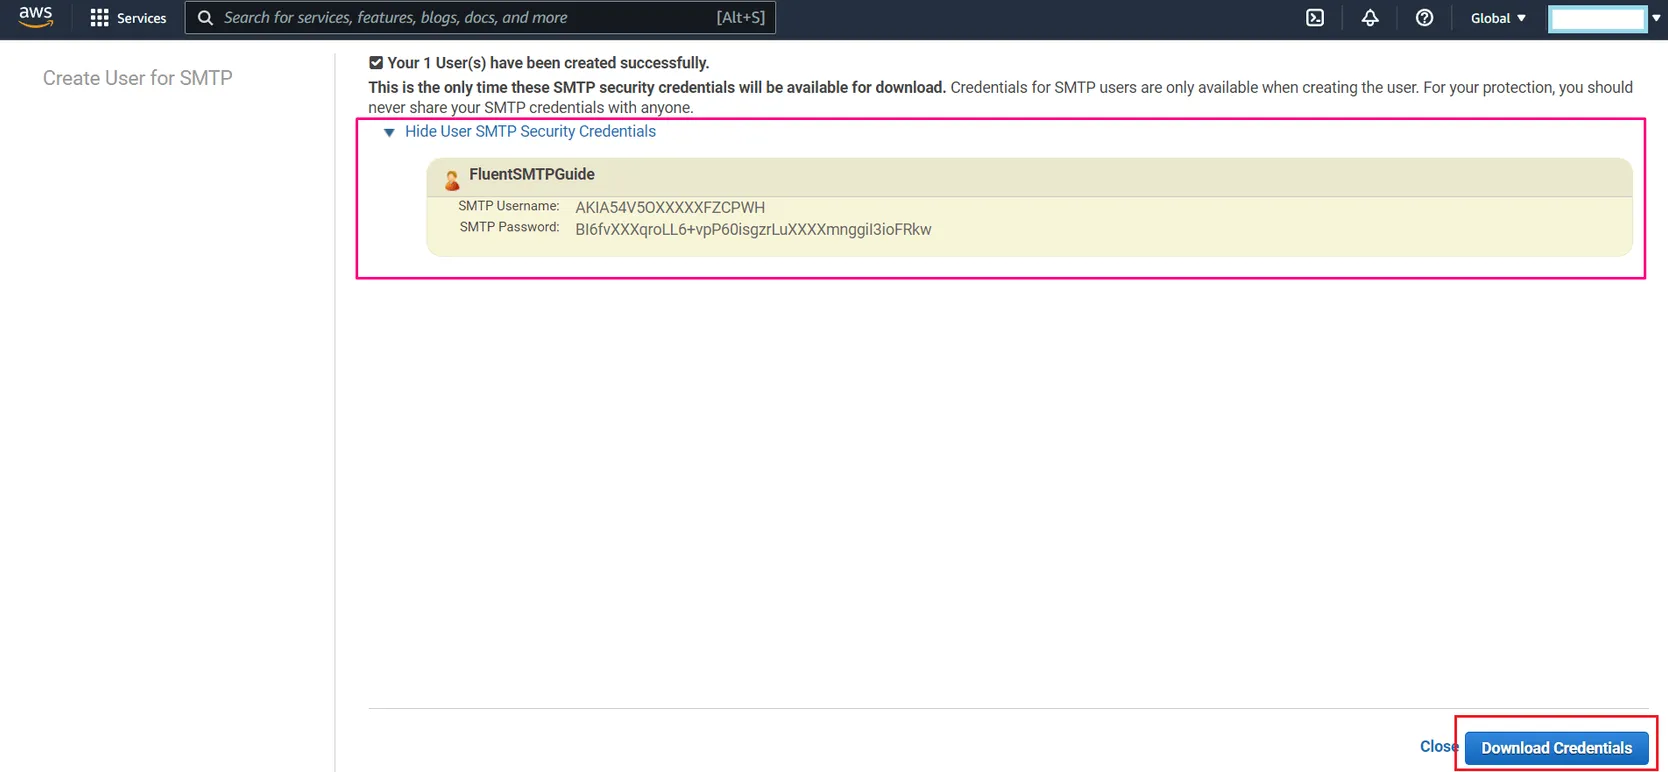 aws
Services
Search for services, features, blogs, docs, and more
[Alt+S]
Global
Create User for SMTP
Your 1 User(s) have been created successfully.
This is the only time these SMTP security credentials will be available for download. Credentials for SMTP users are only available when creating the user. For your protection, you should
never share your SMTP credentials with anyone.
Hide User SMTP Security Credentials
FluentSMTPGuide
SMTP Username: AKIA54V5OXXXXXFZCPWH
SMTP Password: BI6fvXXXqroLL6+vpP60isgzrLuXXXXmnggiI3ioFRkw
Close
Download Credentials